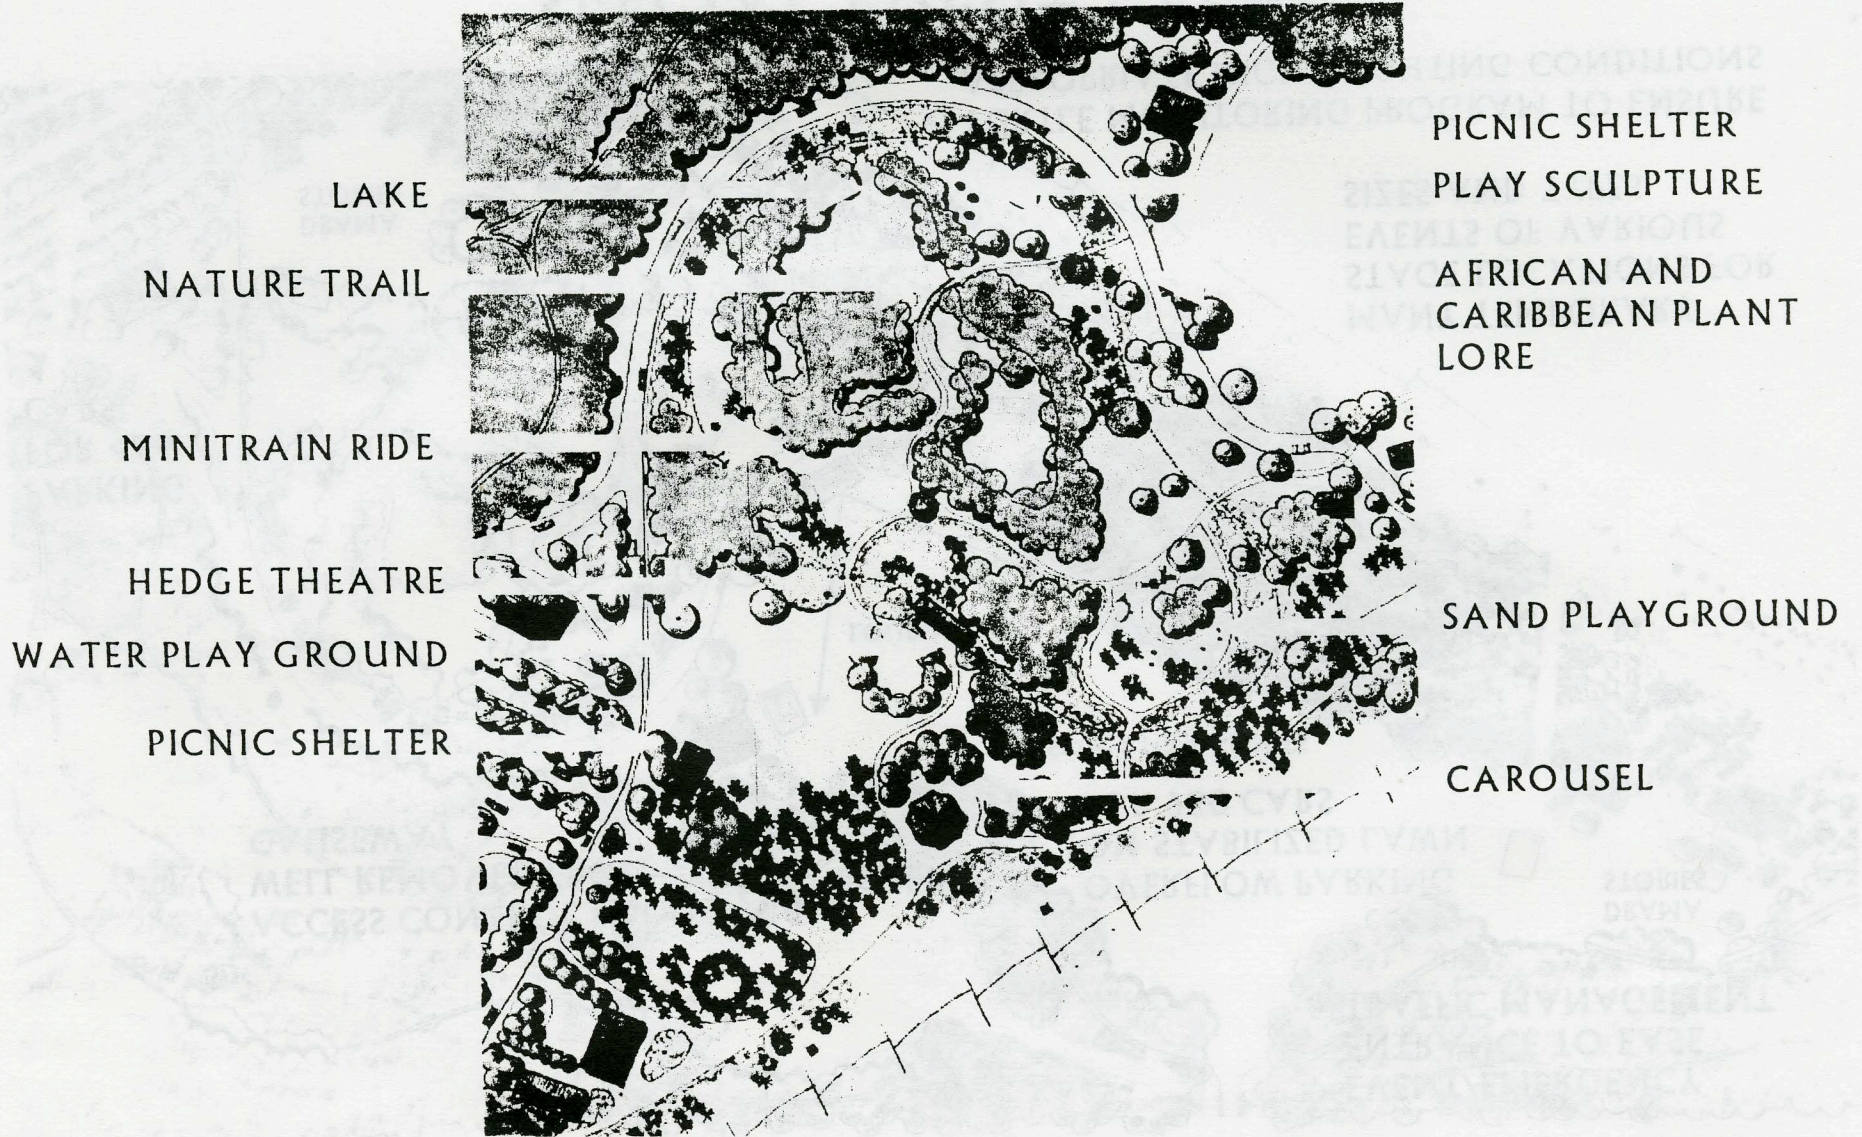 LAKE
NATURE TRAIL
MINITRAIN RIDE
HEDGE THEATRE
WATER PLAY GROUND
PICNIC SHELTER
PICNIC SHELTER
PLAY SCULPTURE
AFRICAN AND
CARIBBEAN PLANT
LORE
SAND PLAYGROUND
CAROUSEL